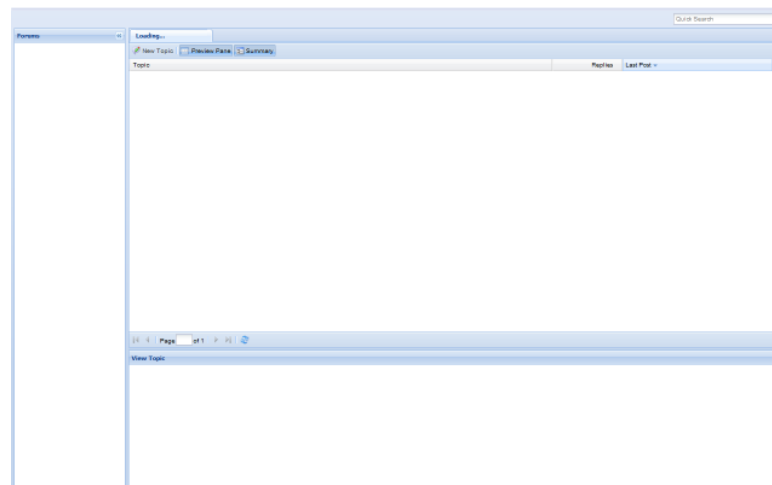 Quick Search
Forums
Loading...
New Topic Preview Pane Summary
Topic Replies Last Post
Page of 1
View Topic